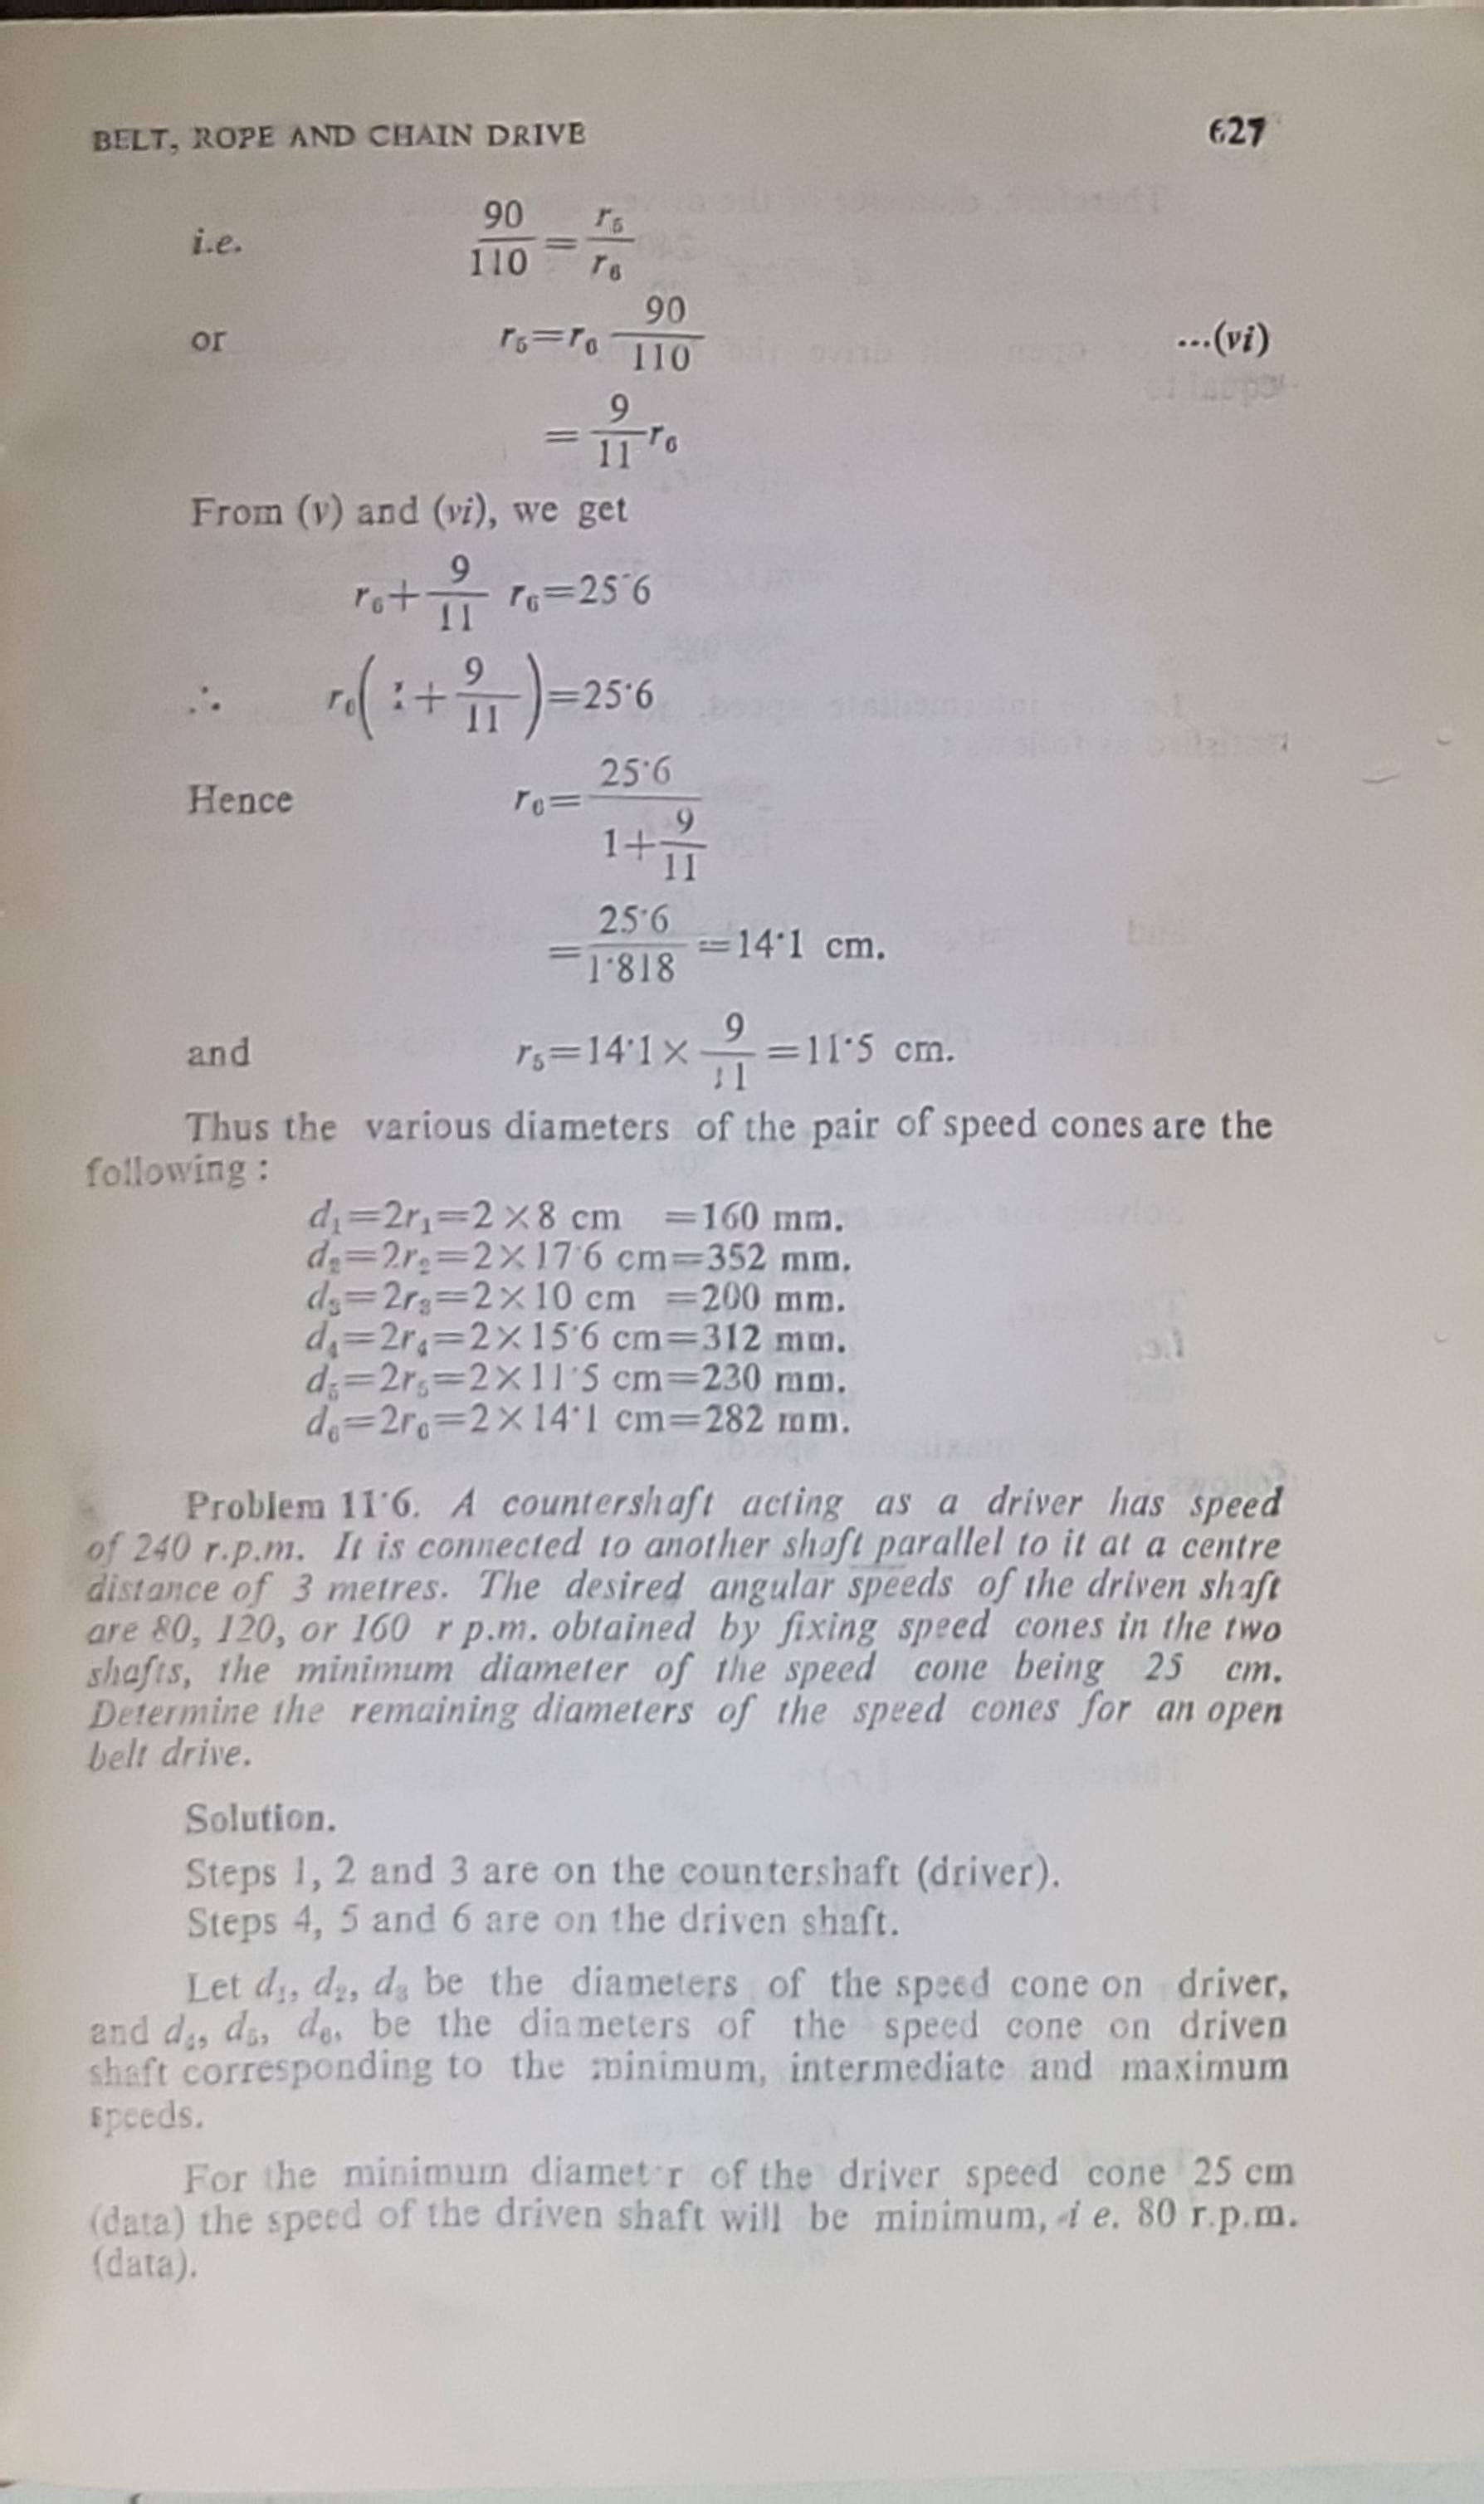 BELT, ROPE AND CHAIN DRIVE 627
i.e. 90/110 = r₅/r₆
or r₅=r₆ 90/110 ...(vi)
= 9/11 r₆
From (v) and (vi), we get
r₆+ 9/11 r₆=25·6
∴ r₆(1+ 9/11)=25·6
Hence r₆= 25·6/(1+ 9/11)
= 25·6/1·818 =14·1 cm.
and r₅=14·1× 9/11 =11·5 cm.
Thus the various diameters of the pair of speed cones are the
following :
d₁=2r₁=2×8 cm =160 mm.
d₂=2r₂=2×17·6 cm=352 mm.
d₃=2r₃=2×10 cm =200 mm.
d₄=2r₄=2×15·6 cm=312 mm.
d₅=2r₅=2×11·5 cm=230 mm.
d₆=2r₆=2×14·1 cm=282 mm.
Problem 11·6. A countershaft acting as a driver has speed
of 240 r.p.m. It is connected to another shaft parallel to it at a centre
distance of 3 metres. The desired angular speeds of the driven shaft
are 80, 120, or 160 r p.m. obtained by fixing speed cones in the two
shafts, the minimum diameter of the speed cone being 25 cm.
Determine the remaining diameters of the speed cones for an open
belt drive.
Solution.
Steps 1, 2 and 3 are on the countershaft (driver).
Steps 4, 5 and 6 are on the driven shaft.
Let d₁, d₂, d₃ be the diameters of the speed cone on driver,
and d₄, d₅, d₆, be the diameters of the speed cone on driven
shaft corresponding to the minimum, intermediate and maximum
speeds.
For the minimum diamet r of the driver speed cone 25 cm
(data) the speed of the driven shaft will be minimum, i e. 80 r.p.m.
(data).